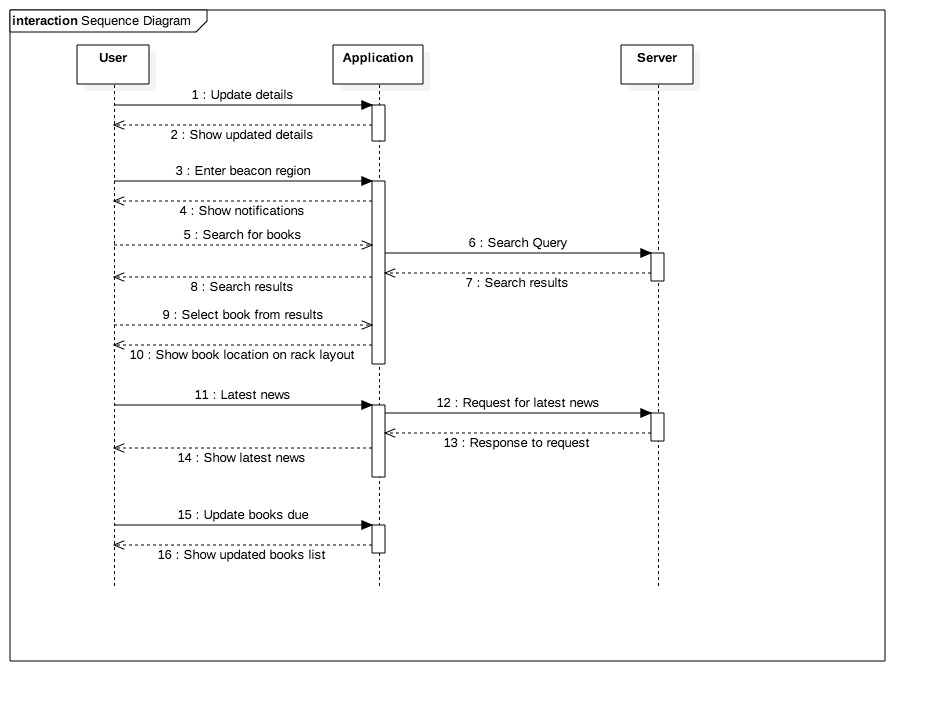 interaction Sequence Diagram
User
Application
Server
1 : Update details
2 : Show updated details
3 : Enter beacon region
4 : Show notifications
5 : Search for books
6 : Search Query
7 : Search results
8 : Search results
9 : Select book from results
10 : Show book location on rack layout
11 : Latest news
12 : Request for latest news
13 : Response to request
14 : Show latest news
15 : Update books due
16 : Show updated books list